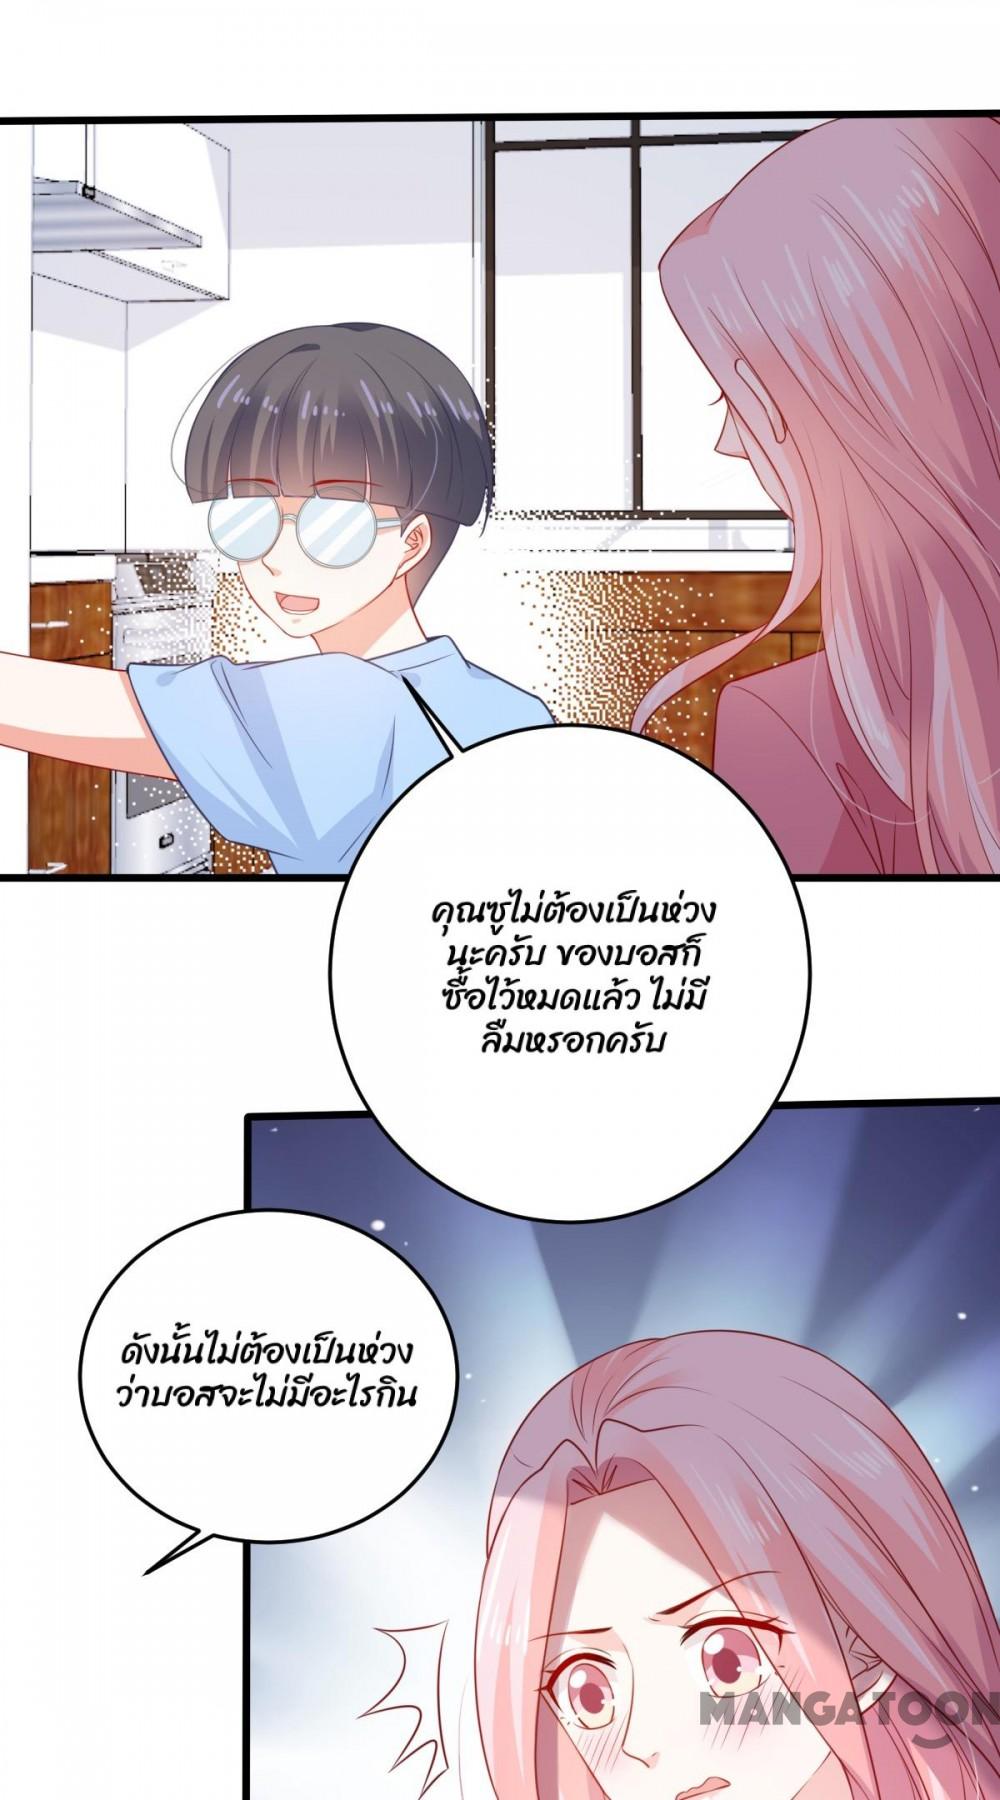 คุณซูไม่ต้องเป็นห่วง
นะครับ ของบอสก็
ซื้อไว้หมดแล้ว ไม่มี
ลืมหรอกครับ
ดังนั้นไม่ต้องเป็นห่วง
ว่าบอสจะไม่มีอะไรกิน
MANGATOON